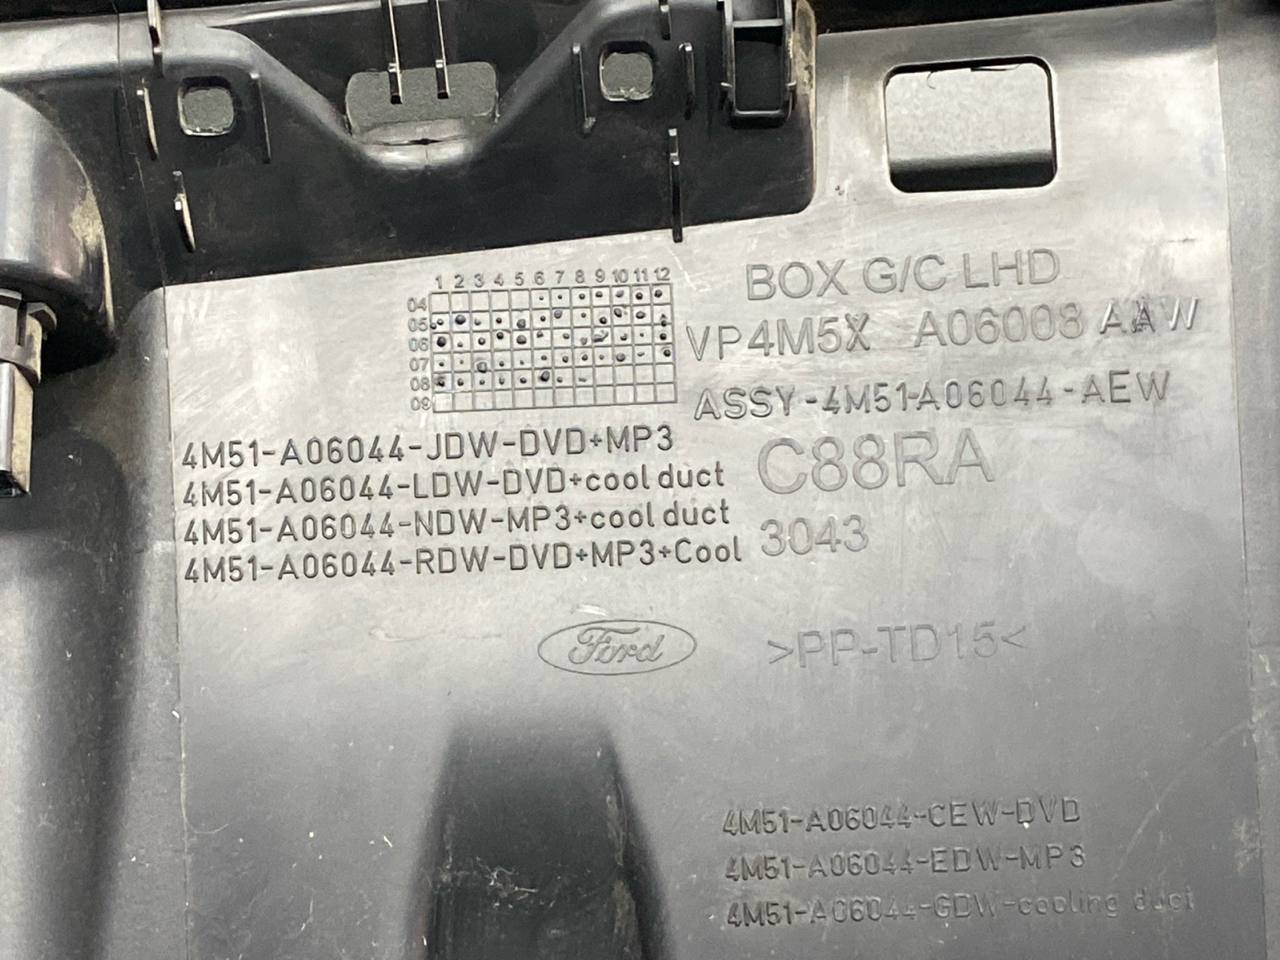 1 2 3 4 5 6 7 8 9 10 11 12
04
05
06
07
08
09
BOX G/C LHD
VP4M5X A06008 AAW
ASSY-4M51-A06044-AEW
4M51-A06044-JDW-DVD+MP3
4M51-A06044-LDW-DVD+cool duct
4M51-A06044-NDW-MP3+cool duct
4M51-A06044-RDW-DVD+MP3+Cool
C88RA
3043
Ford
>PP-TD15<
4M51-A06044-CEW-DVD
4M51-A06044-EDW-MP3
4M51-A06044-GDW-cooling duct